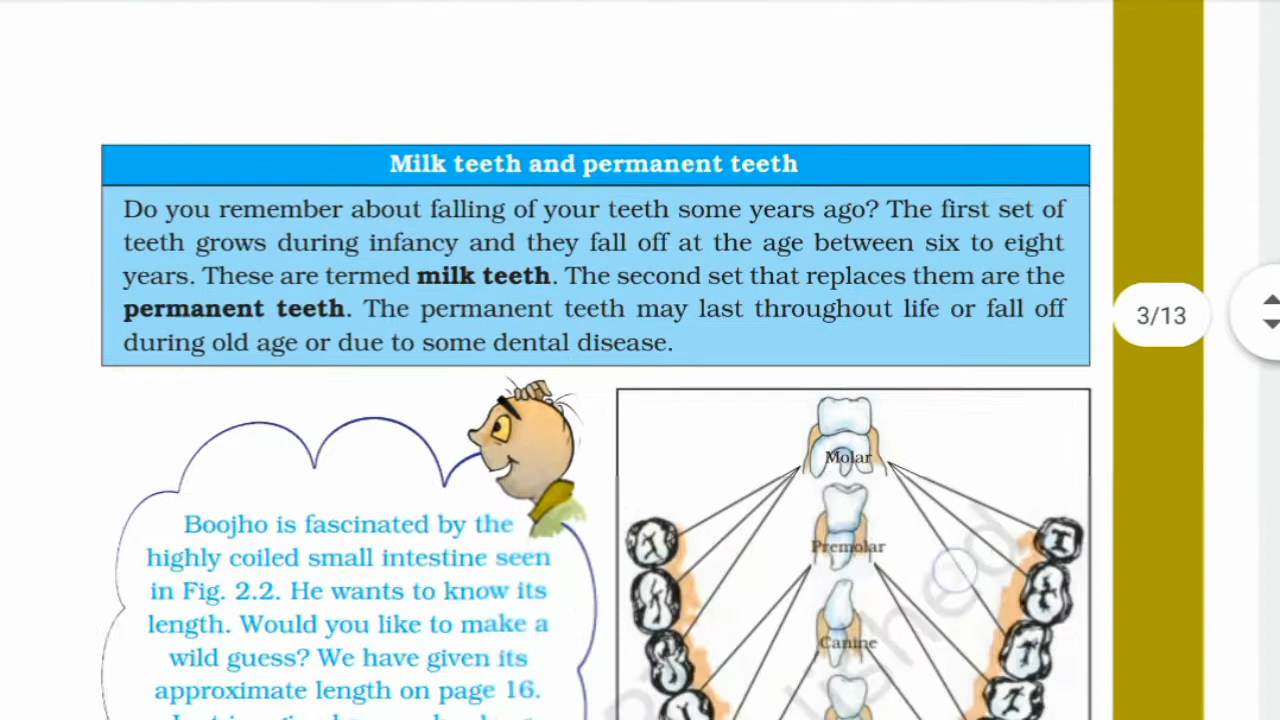 Milk teeth and permanent teeth
Do you remember about falling of your teeth some years ago? The first set of
teeth grows during infancy and they fall off at the age between six to eight
years. These are termed milk teeth. The second set that replaces them are the
permanent teeth. The permanent teeth may last throughout life or fall off
during old age or due to some dental disease.
3/13
Boojho is fascinated by the
highly coiled small intestine seen
in Fig. 2.2. He wants to know its
length. Would you like to make a
wild guess? We have given its
approximate length on page 16.
Molar
Premolar
Canine